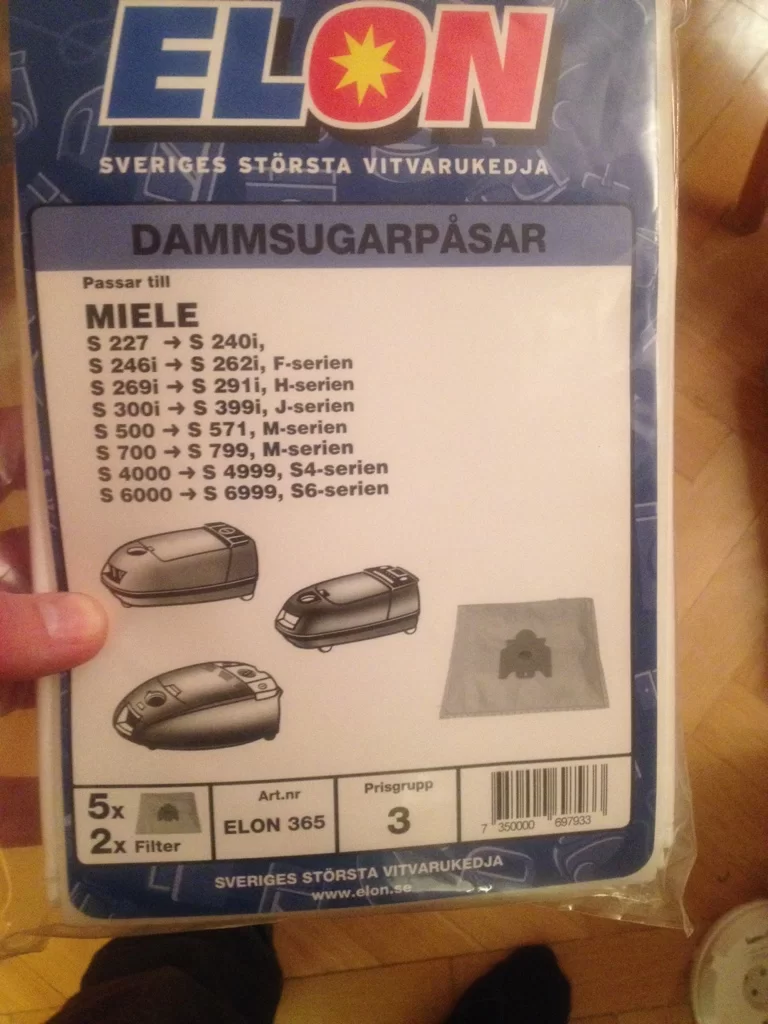 ELON
SVERIGES STÖRSTA VITVARUKEDJA
DAMMSUGARPÅSAR
Passar till
MIELE
S 227 → S 240i,
S 246i → S 262i, F-serien
S 269i → S 291i, H-serien
S 300i → S 399i, J-serien
S 500 → S 571, M-serien
S 700 → S 799, M-serien
S 4000 → S 4999, S4-serien
S 6000 → S 6999, S6-serien
5x
2x Filter
Art.nr
ELON 365
Prisgrupp
3
7 350000 697933
SVERIGES STÖRSTA VITVARUKEDJA
www.elon.se